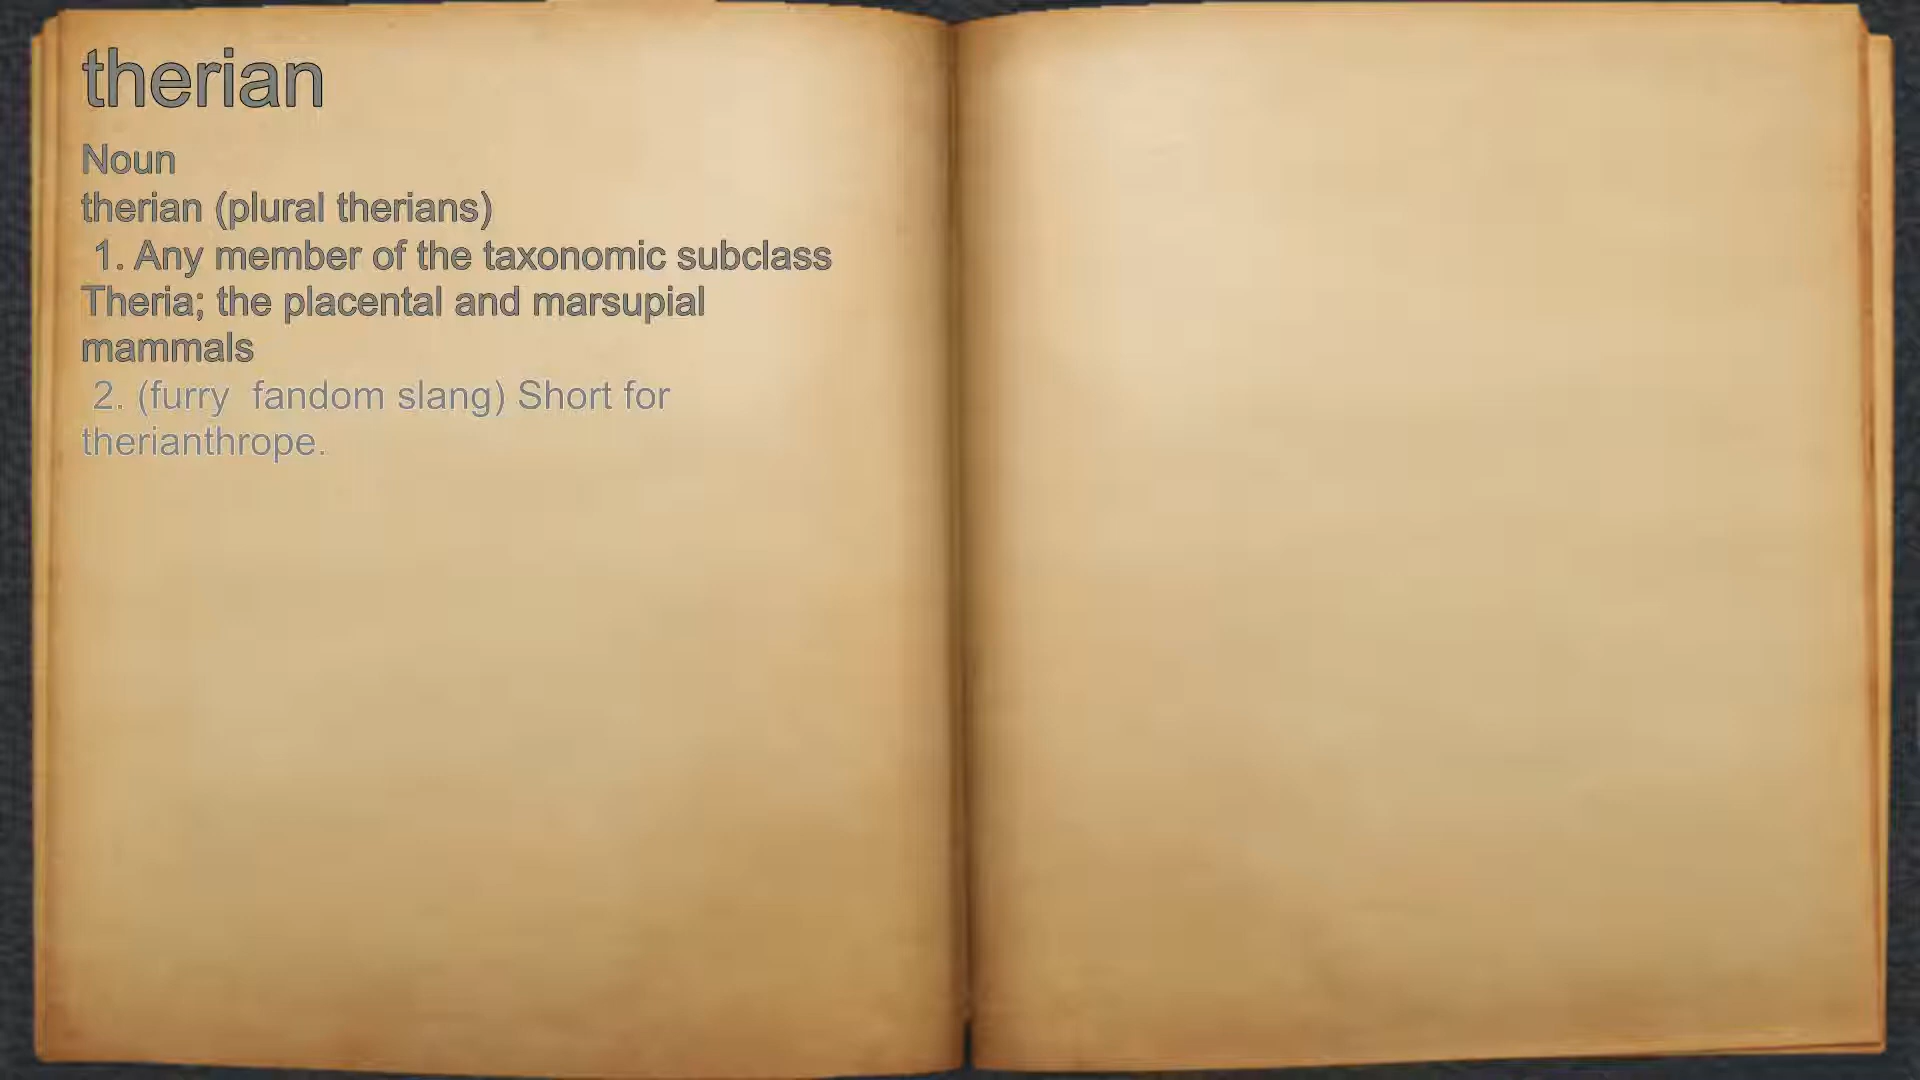 therian
Noun
therian (plural therians)
1. Any member of the taxonomic subclass
Theria; the placental and marsupial
mammals
2. (furry  fandom slang) Short for
therianthrope.